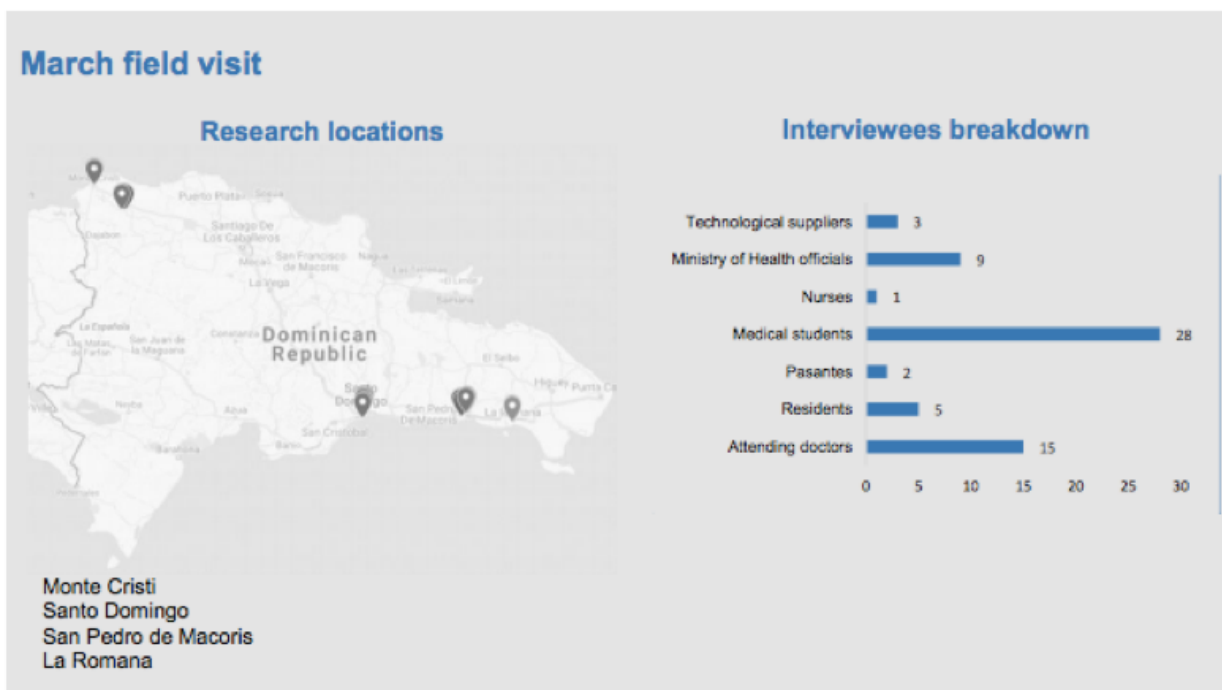 March field visit
Research locations
Puerto Plata
Santiago De
Los Caballeros
San Francisco
de Macoris
Nagua
La Vega
Dajabon
La Española
Constanza
San Juan de
la Maguana
Dominican
Republic
El Seibo
Higuey
Santo
Domingo
San Pedro
De Macoris
La Romana
San Cristobal
Azua
Barahona
Monte Cristi
Santo Domingo
San Pedro de Macoris
La Romana
Interviewees breakdown
Technological suppliers 3
Ministry of Health officials 9
Nurses 1
Medical students 28
Pasantes 2
Residents 5
Attending doctors 15
0 5 10 15 20 25 30